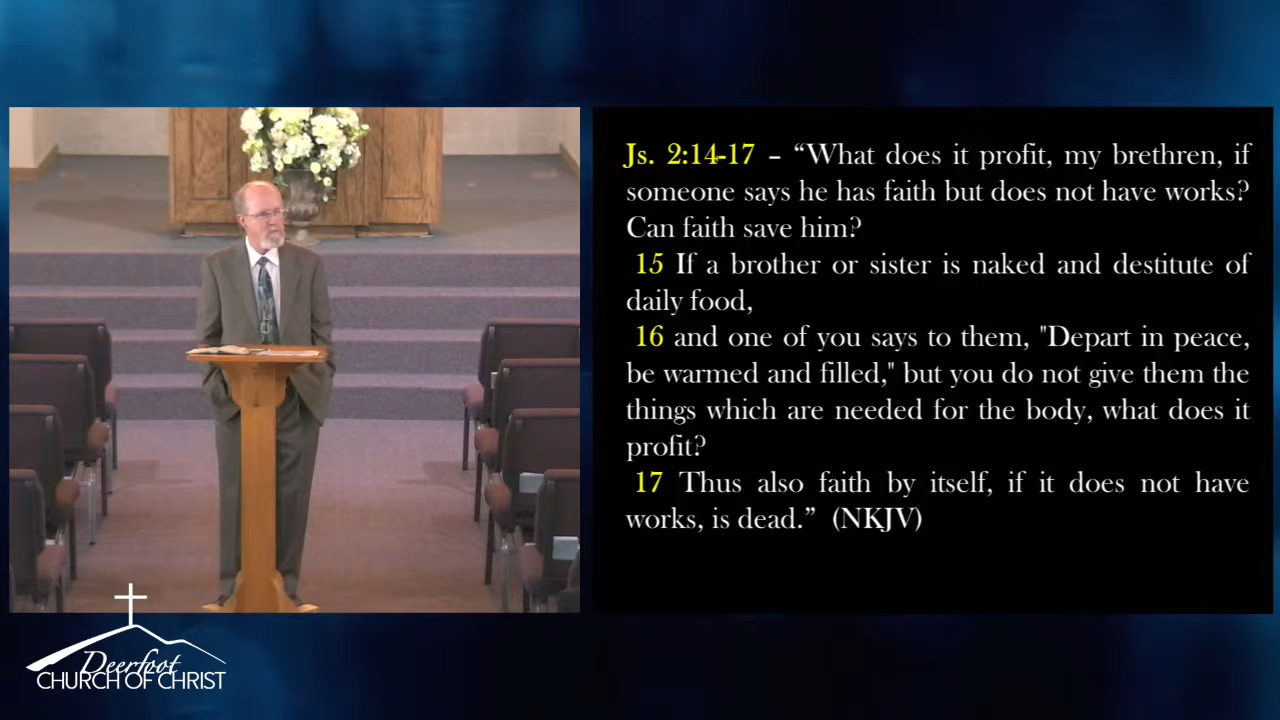 Js. 2:14-17 – “What does it profit, my brethren, if
someone says he has faith but does not have works?
Can faith save him?
15 If a brother or sister is naked and destitute of
daily food,
16 and one of you says to them, "Depart in peace,
be warmed and filled," but you do not give them the
things which are needed for the body, what does it
profit?
17 Thus also faith by itself, if it does not have
works, is dead.” (NKJV)
Deerfoot
CHURCH OF CHRIST